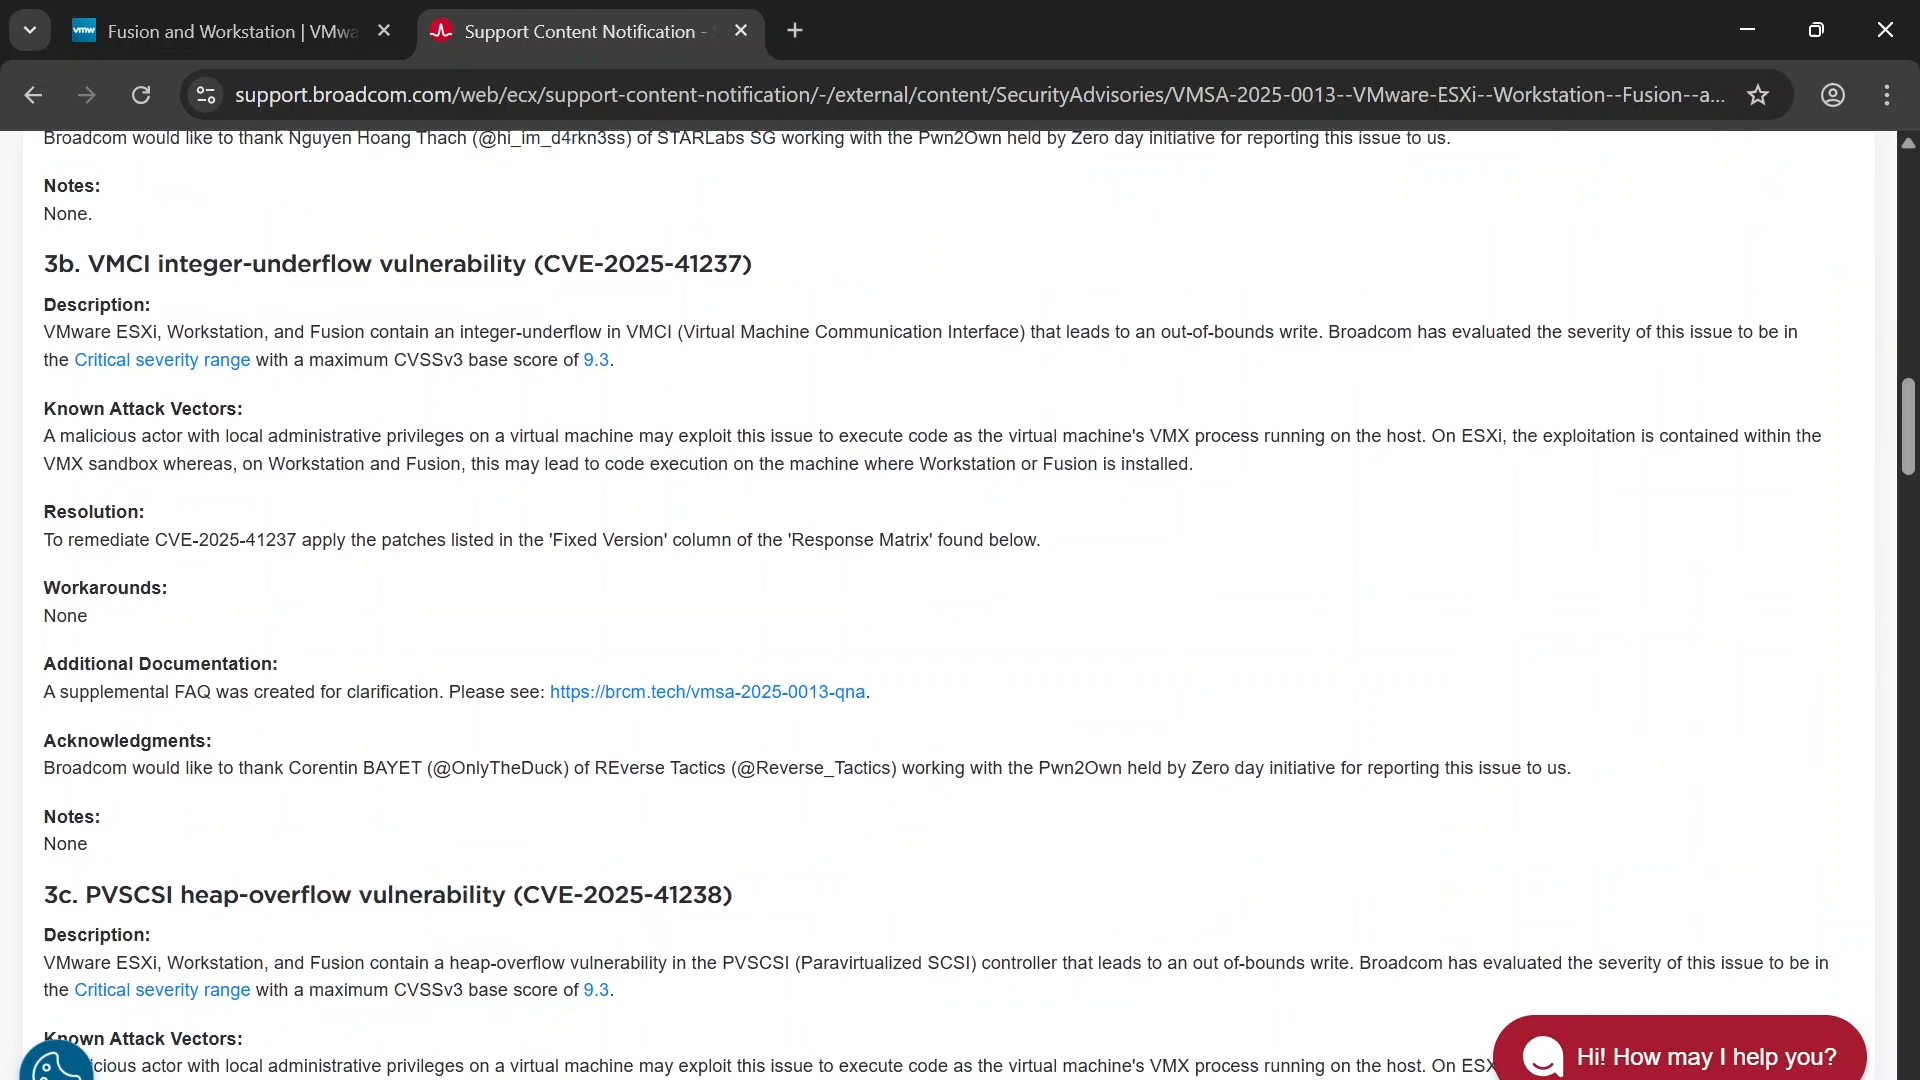 Fusion and Workstation | VMwa
Support Content Notification -
support.broadcom.com/web/ecx/support-content-notification/-/external/content/SecurityAdvisories/VMSA-2025-0013--VMware-ESXi--Workstation--Fusion--a...
Broadcom would like to thank Nguyen Hoang Thach (@hi_im_d4rkn3ss) of STARLabs SG working with the Pwn2Own held by Zero day initiative for reporting this issue to us.
Notes:
None.
3b. VMCI integer-underflow vulnerability (CVE-2025-41237)
Description:
VMware ESXi, Workstation, and Fusion contain an integer-underflow in VMCI (Virtual Machine Communication Interface) that leads to an out-of-bounds write. Broadcom has evaluated the severity of this issue to be in
the Critical severity range with a maximum CVSSv3 base score of 9.3.
Known Attack Vectors:
A malicious actor with local administrative privileges on a virtual machine may exploit this issue to execute code as the virtual machine's VMX process running on the host. On ESXi, the exploitation is contained within the
VMX sandbox whereas, on Workstation and Fusion, this may lead to code execution on the machine where Workstation or Fusion is installed.
Resolution:
To remediate CVE-2025-41237 apply the patches listed in the 'Fixed Version' column of the 'Response Matrix' found below.
Workarounds:
None
Additional Documentation:
A supplemental FAQ was created for clarification. Please see: https://brcm.tech/vmsa-2025-0013-qna.
Acknowledgments:
Broadcom would like to thank Corentin BAYET (@OnlyTheDuck) of REverse Tactics (@Reverse_Tactics) working with the Pwn2Own held by Zero day initiative for reporting this issue to us.
Notes:
None
3c. PVSCSI heap-overflow vulnerability (CVE-2025-41238)
Description:
VMware ESXi, Workstation, and Fusion contain a heap-overflow vulnerability in the PVSCSI (Paravirtualized SCSI) controller that leads to an out of-bounds write. Broadcom has evaluated the severity of this issue to be in
the Critical severity range with a maximum CVSSv3 base score of 9.3.
Known Attack Vectors:
icious actor with local administrative privileges on a virtual machine may exploit this issue to execute code as the virtual machine's VMX process running on the host. On ESX
Hi! How may I help you?